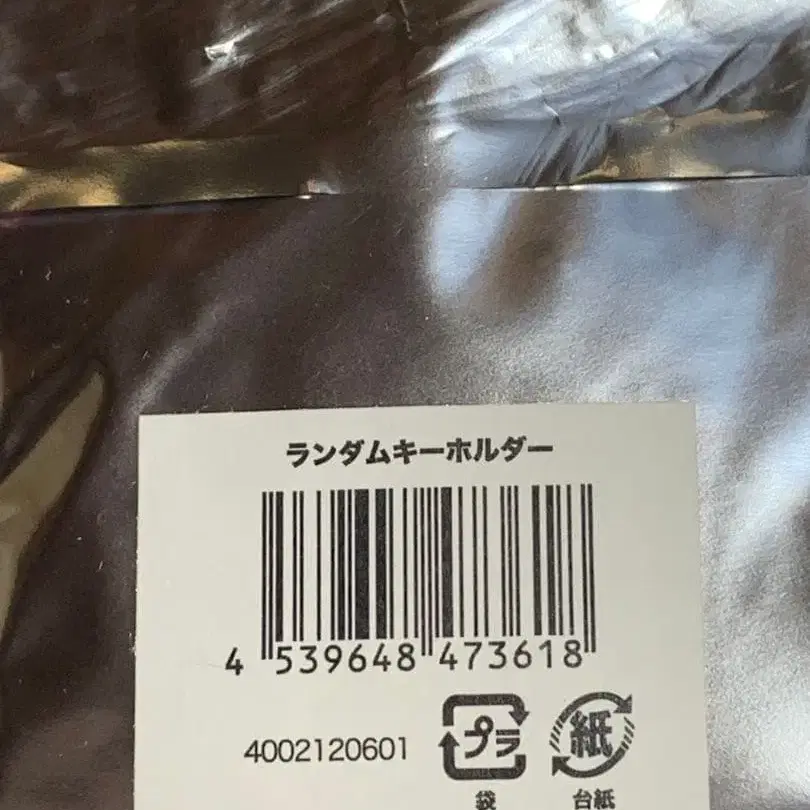 ランダムキーホルダー
4 539648 473618
4002120601 プラ 紙
袋 台紙